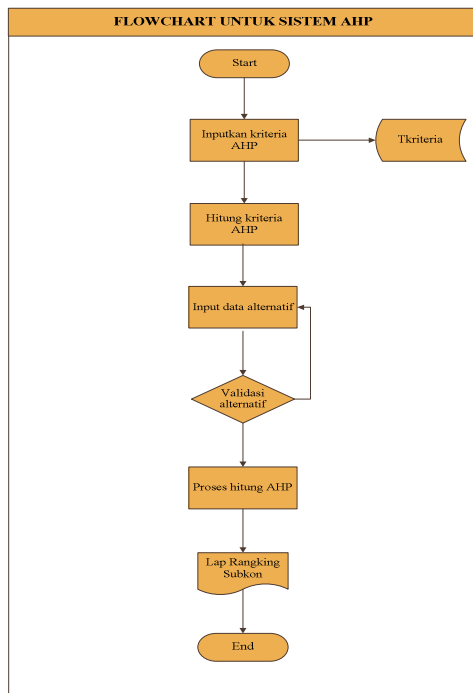 FLOWCHART UNTUK SISTEM AHP
Start
Inputkan kriteria
AHP
Tkriteria
Hitung kriteria
AHP
Input data alternatif
Validasi
alternatif
Proses hitung AHP
Lap Rangking
Subkon
End